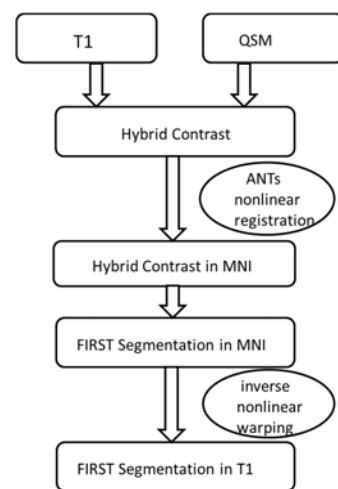 T1
QSM
Hybrid Contrast
ANTs
nonlinear
registration
Hybrid Contrast in MNI
FIRST Segmentation in MNI
inverse
nonlinear
warping
FIRST Segmentation in T1